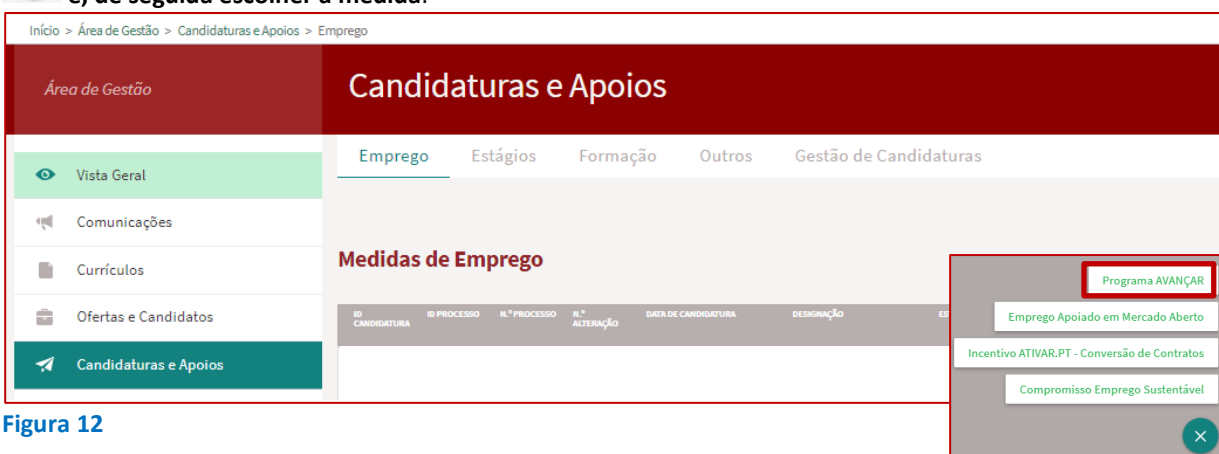 e, de seguida escolher a medida:
Início > Área de Gestão > Candidaturas e Apoios > Emprego
Área de Gestão
Candidaturas e Apoios
Emprego Estágios Formação Outros Gestão de Candidaturas
Vista Geral
Comunicações
Currículos
Ofertas e Candidatos
Candidaturas e Apoios
Medidas de Emprego
ID CANDIDATURA ID PROCESSO N.º PROCESSO N.º ALTERAÇÃO DATA DE CANDIDATURA DESIGNAÇÃO
Programa AVANÇAR
Emprego Apoiado em Mercado Aberto
Incentivo ATIVAR.PT - Conversão de Contratos
Compromisso Emprego Sustentável
Figura 12